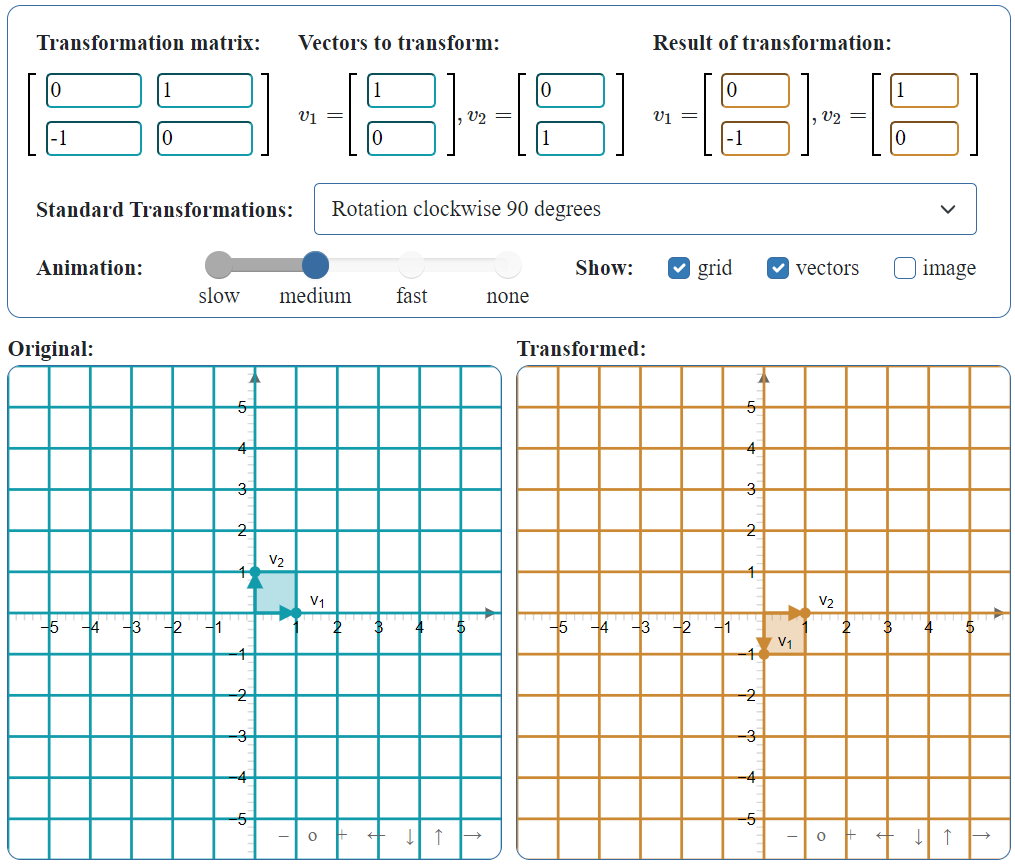 Transformation matrix: Vectors to transform: Result of transformation:
0 1 1 0 0 1
v1 = , v2 = v1 = , v2 =
-1 0 0 1 -1 0
Standard Transformations: Rotation clockwise 90 degrees
Animation: Show: grid vectors image
slow medium fast none
Original: Transformed:
5 5
4 4
3 3
2 2
v2
1 1
v1 v2
−5 −4 −3 −2 −1 1 2 3 4 5 −5 −4 −3 −2 −1 1 2 3 4 5
v1
−1 −1
−2 −2
−3 −3
−4 −4
−5 −5
− o + ← ↓ ↑ → − o + ← ↓ ↑ →